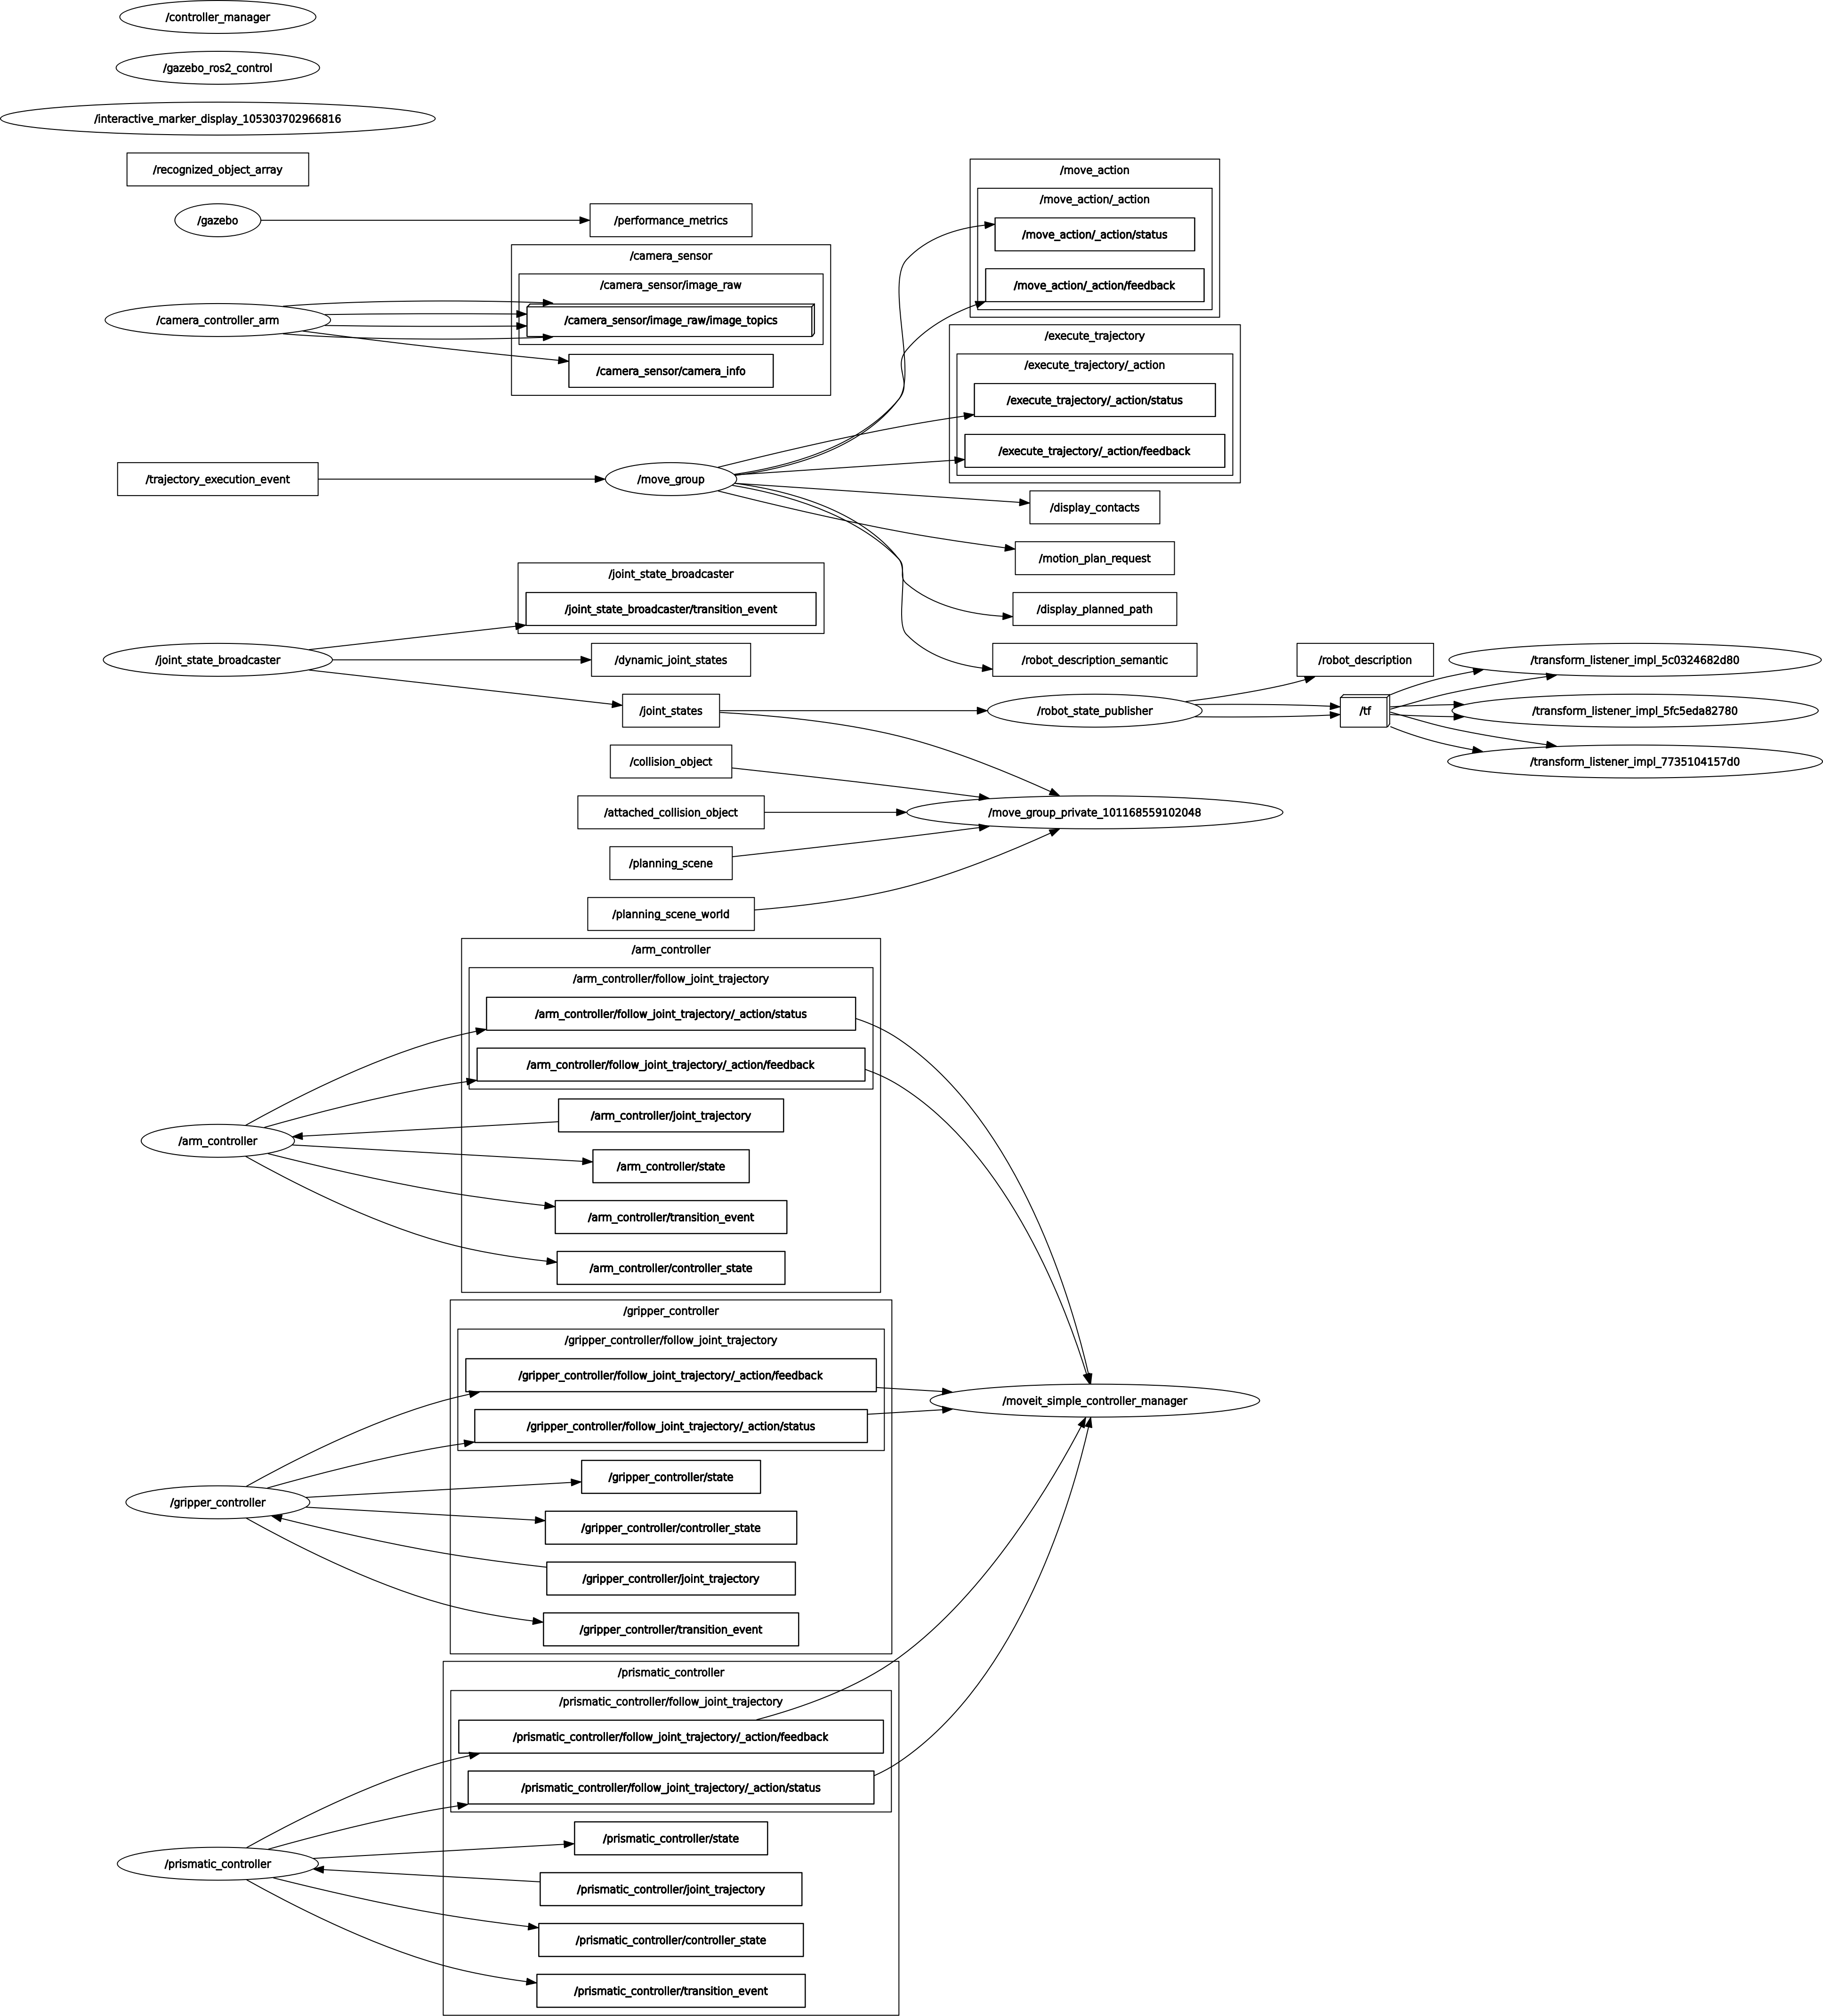 /controller_manager
/gazebo_ros2_control
/interactive_marker_display_105303702966816
/recognized_object_array
/gazebo
/performance_metrics
/camera_sensor
/camera_sensor/image_raw
/camera_controller_arm
/camera_sensor/image_raw/image_topics
/camera_sensor/camera_info
/move_action
/move_action/_action
/move_action/_action/status
/move_action/_action/feedback
/execute_trajectory
/execute_trajectory/_action
/execute_trajectory/_action/status
/execute_trajectory/_action/feedback
/trajectory_execution_event
/move_group
/display_contacts
/motion_plan_request
/display_planned_path
/robot_description_semantic
/joint_state_broadcaster
/joint_state_broadcaster/transition_event
/joint_state_broadcaster
/dynamic_joint_states
/joint_states
/robot_state_publisher
/robot_description
/tf
/transform_listener_impl_5c0324682d80
/transform_listener_impl_5fc5eda82780
/transform_listener_impl_7735104157d0
/collision_object
/attached_collision_object
/move_group_private_101168559102048
/planning_scene
/planning_scene_world
/arm_controller
/arm_controller/follow_joint_trajectory
/arm_controller/follow_joint_trajectory/_action/status
/arm_controller/follow_joint_trajectory/_action/feedback
/arm_controller/joint_trajectory
/arm_controller
/arm_controller/state
/arm_controller/transition_event
/arm_controller/controller_state
/gripper_controller
/gripper_controller/follow_joint_trajectory
/gripper_controller/follow_joint_trajectory/_action/feedback
/moveit_simple_controller_manager
/gripper_controller/follow_joint_trajectory/_action/status
/gripper_controller/state
/gripper_controller
/gripper_controller/controller_state
/gripper_controller/joint_trajectory
/gripper_controller/transition_event
/prismatic_controller
/prismatic_controller/follow_joint_trajectory
/prismatic_controller/follow_joint_trajectory/_action/feedback
/prismatic_controller/follow_joint_trajectory/_action/status
/prismatic_controller/state
/prismatic_controller
/prismatic_controller/joint_trajectory
/prismatic_controller/controller_state
/prismatic_controller/transition_event